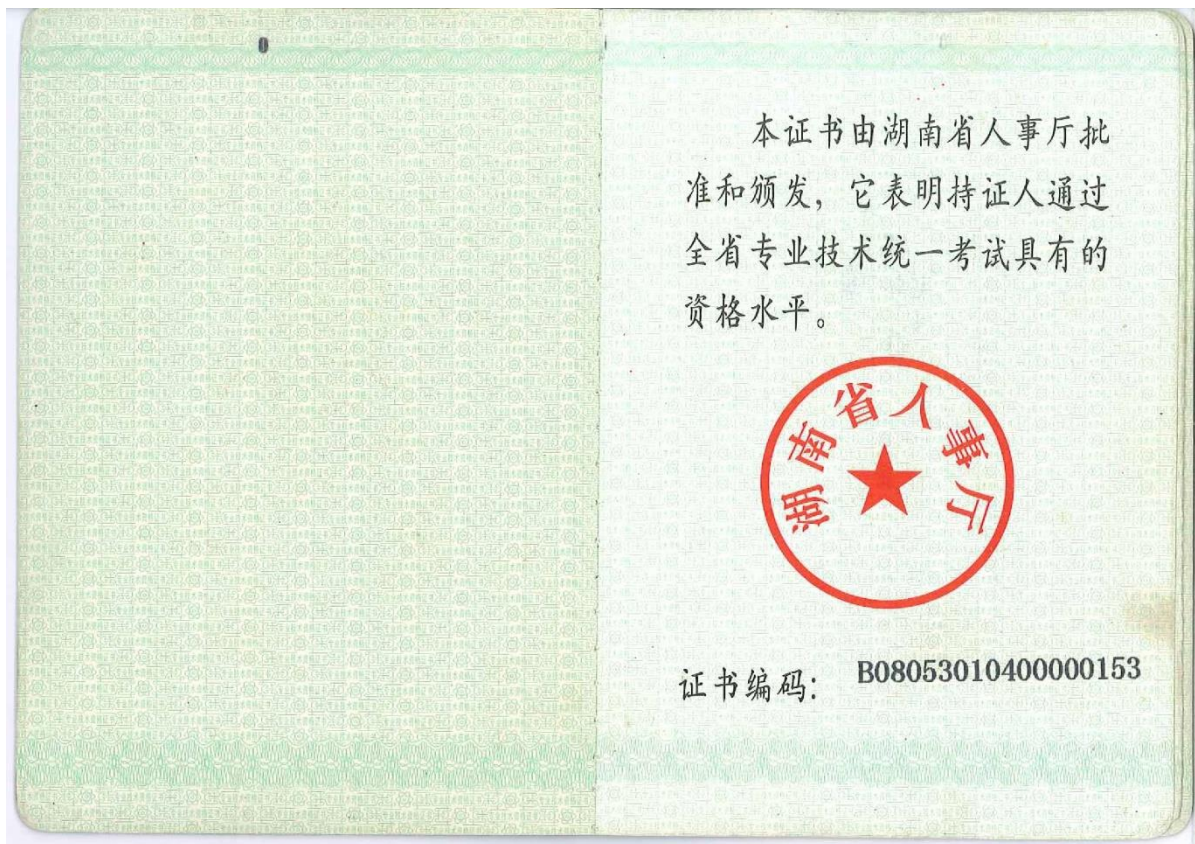 0
本证书由湖南省人事厅批
准和颁发，它表明持证人通过
全省专业技术统一考试具有的
资格水平。
湖南省人事厅
证书编码： B08053010400000153